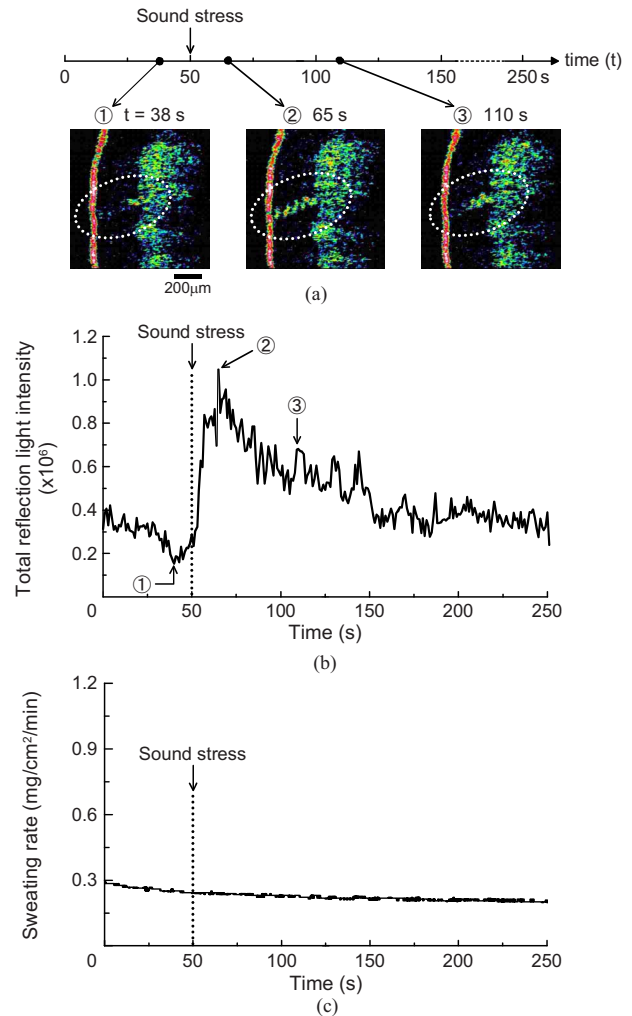 Sound stress
time (t)
0 50 100 150 250 s
① t = 38 s ② 65 s ③ 110 s
200μm
(a)
Sound stress
②
③
①
Total reflection light intensity
(x10⁶)
1.2
1.0
0.8
0.6
0.4
0.2
0 50 100 150 200 250
Time (s)
(b)
Sweating rate (mg/cm²/min)
1.2
0.9
0.6
0.3
0
Sound stress
0 50 100 150 200 250
Time (s)
(c)